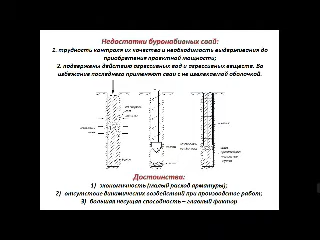 Недостатки буронабивных свай:
1. трудность контроля их качества и необходимость выдерживания до
приобретения проектной мощности;
2. подвержены действию агрессивных вод и агрессивных веществ. Во
избежание последнего применяют сваи с не извлекаемой оболочкой.
Достоинства:
1) экономичность (малый расход арматуры);
2) отсутствие динамических воздействий при производстве работ;
3) большая несущая способность – главный фактор